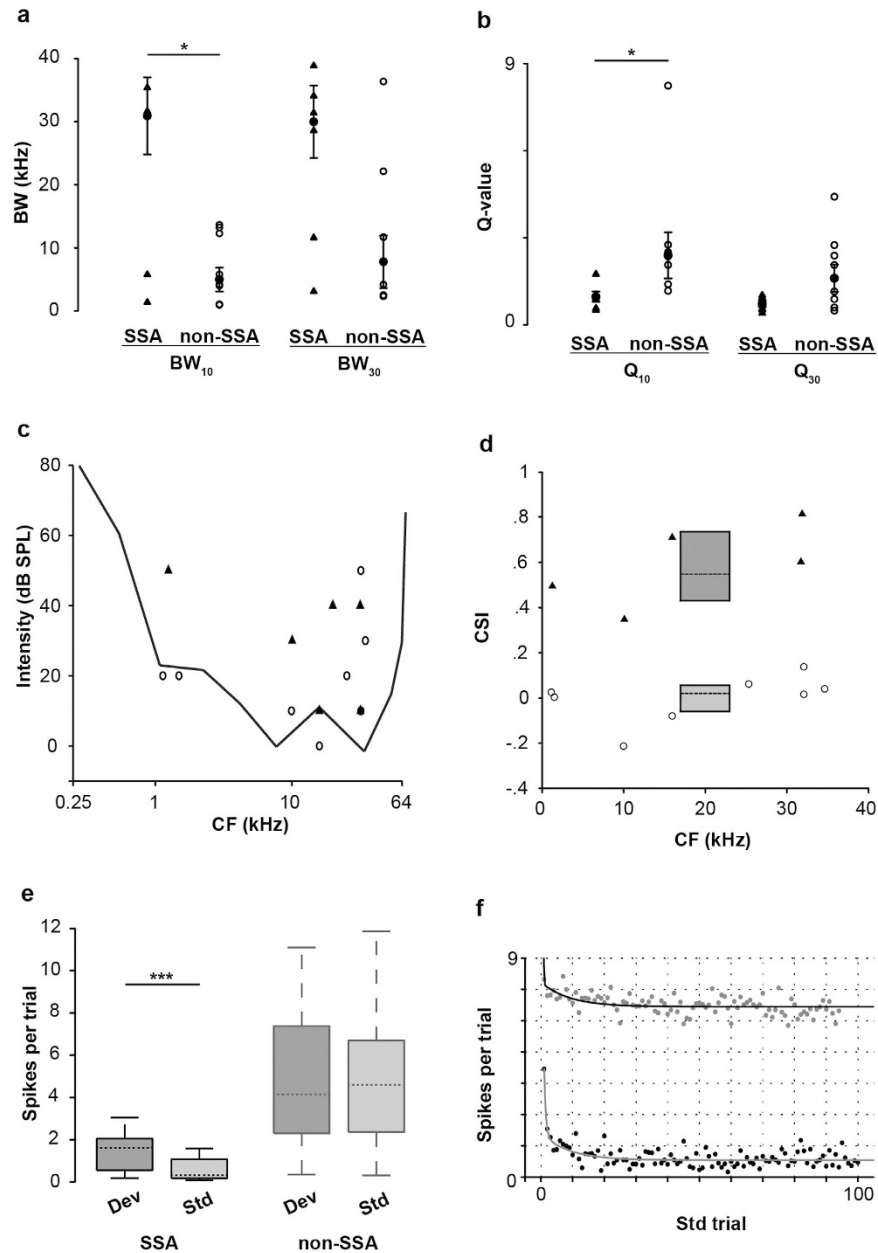 a
*
40
30
20
10
0
BW (kHz)
SSA non-SSA SSA non-SSA
BW10 BW30
b
*
9
0
Q-value
SSA non-SSA SSA non-SSA
Q10 Q30
c
80
60
40
20
0
Intensity (dB SPL)
0.25 1 10 64
CF (kHz)
d
1
.8
.6
.4
.2
0
-.2
-.4
CSI
0 10 20 30 40
CF (kHz)
e
12
10
8
6
4
2
0
Spikes per trial
***
Dev Std Dev Std
SSA non-SSA
f
9
0
Spikes per trial
0 100
Std trial